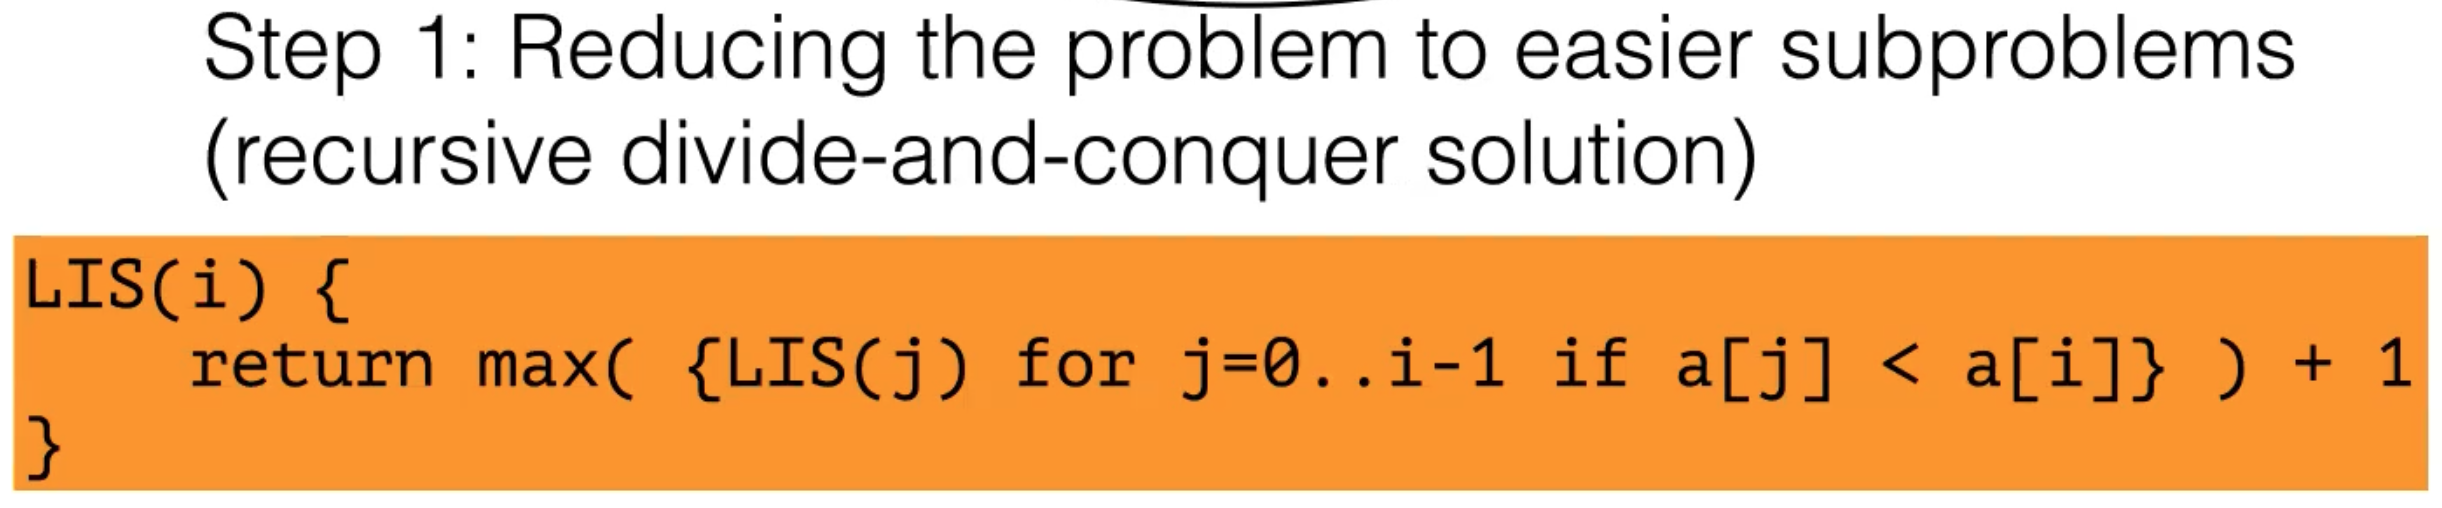 Step 1: Reducing the problem to easier subproblems
(recursive divide-and-conquer solution)
LIS(i) {
return max( {LIS(j) for j=0..i-1 if a[j] < a[i]} ) + 1
}